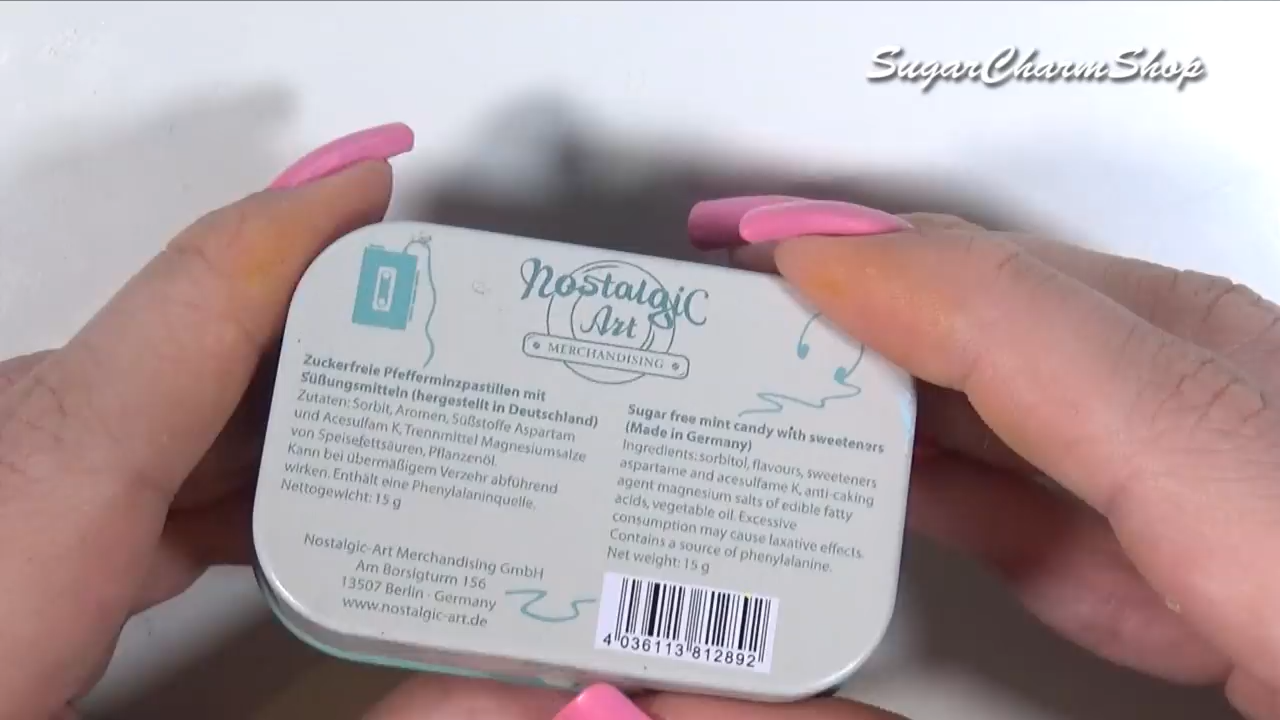 SugarCharmShop
Nostalgic
Art
MERCHANDISING
Zuckerfreie Pfefferminzpastillen mit
Süßungsmitteln (hergestellt in Deutschland)
Zutaten: Sorbit, Aromen, Süßstoffe Aspartam
und Acesulfam K, Trennmittel Magnesiumsalze
von Speisefettsäuren, Pflanzenöl.
Kann bei übermäßigem Verzehr abführend
wirken. Enthält eine Phenylalaninquelle.
Nettogewicht: 15 g
Nostalgic-Art Merchandising GmbH
Am Borsigturm 156
13507 Berlin · Germany
www.nostalgic-art.de
Sugar free mint candy with sweeteners
(Made in Germany)
Ingredients: sorbitol, flavours, sweeteners
aspartame and acesulfame K, anti-caking
agent magnesium salts of edible fatty
acids, vegetable oil. Excessive
consumption may cause laxative effects.
Contains a source of phenylalanine.
Net weight: 15 g
4 036113 812892